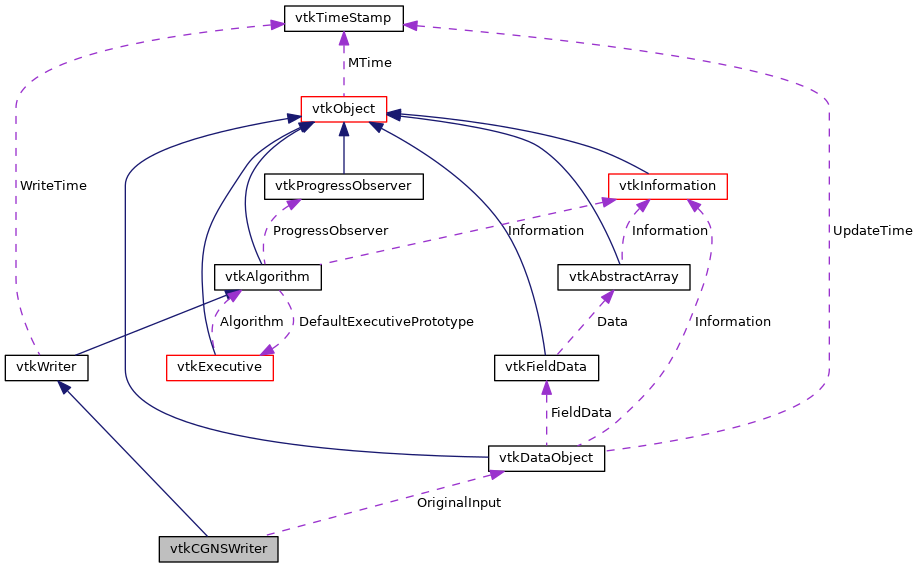 vtkTimeStamp
MTime
vtkObject
WriteTime
vtkProgressObserver
vtkInformation
ProgressObserver
Information
Information
UpdateTime
vtkAlgorithm
vtkAbstractArray
Algorithm
DefaultExecutivePrototype
Data
Information
vtkWriter
vtkExecutive
vtkFieldData
FieldData
vtkDataObject
OriginalInput
vtkCGNSWriter